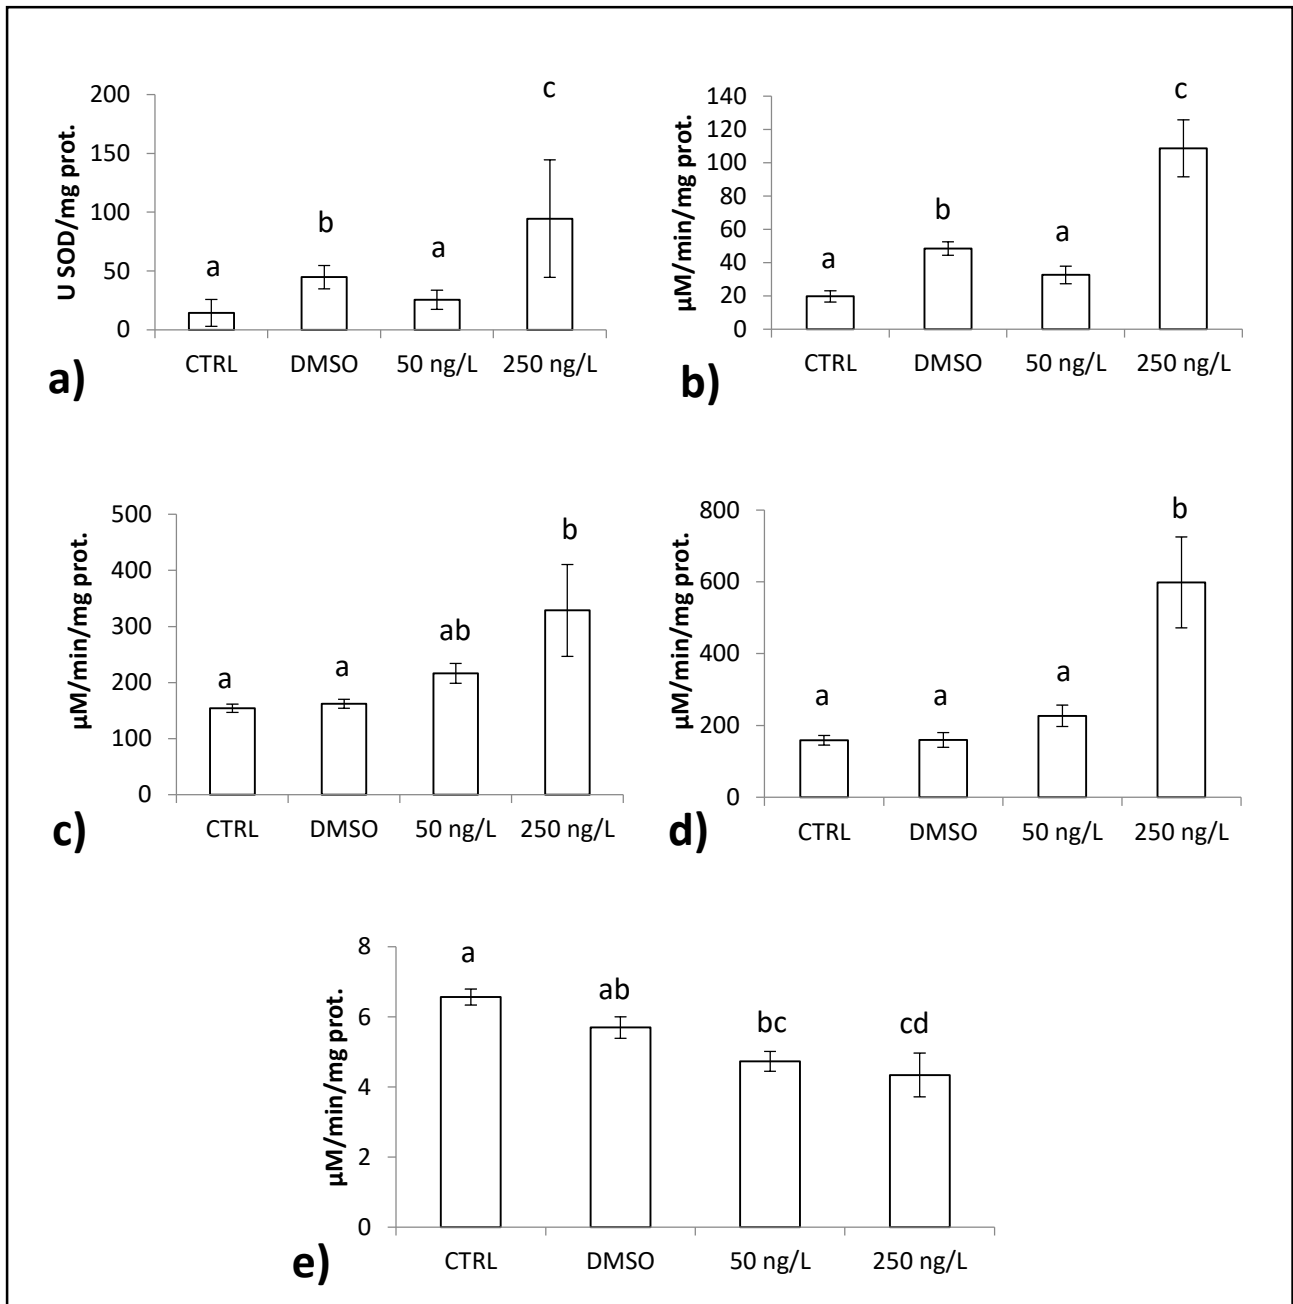 200
150
100
50
0
U SOD/mg prot.
a
b
a
c
CTRL
DMSO
50 ng/L
250 ng/L
a)
140
120
100
80
60
40
20
0
µM/min/mg prot.
a
b
a
c
CTRL
DMSO
50 ng/L
250 ng/L
b)
500
400
300
200
100
0
µM/min/mg prot.
a
a
ab
b
CTRL
DMSO
50 ng/L
250 ng/L
c)
800
600
400
200
0
µM/min/mg prot.
a
a
a
b
CTRL
DMSO
50 ng/L
250 ng/L
d)
8
6
4
2
0
µM/min/mg prot.
a
ab
bc
cd
CTRL
DMSO
50 ng/L
250 ng/L
e)